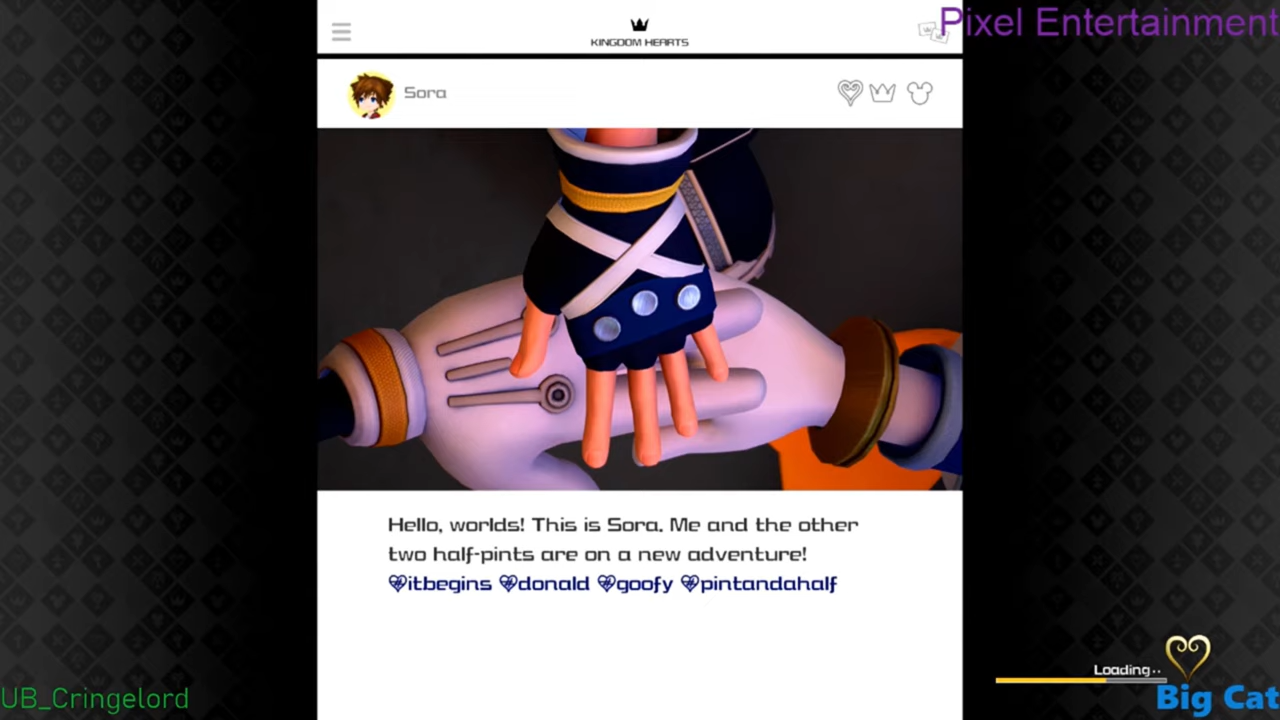 KINGDOM HEARTS
Pixel Entertainment
Sora
Hello, worlds! This is Sora. Me and the other
two half-pints are on a new adventure!
itbegins donald goofy pintandahalf
Loading..
UB_Cringelord
Big Cat